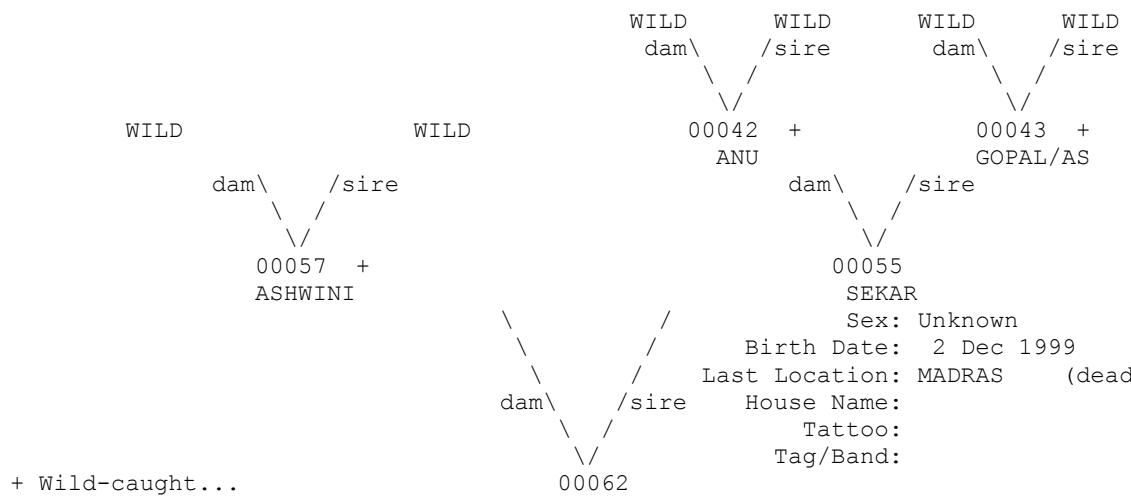 WILD WILD WILD WILD
dam\ /sire dam\ /sire
\ / \ /
\/ \/
WILD WILD 00042 + 00043 +
ANU GOPAL/AS
dam\ /sire dam\ /sire
\ / \ /
\/ \/
00057 + 00055
ASHWINI SEKAR
\ / Sex: Unknown
\ / Birth Date: 2 Dec 1999
\ / Last Location: MADRAS (dead
dam\ /sire House Name:
\ / Tattoo:
\/ Tag/Band:
+ Wild-caught... 00062